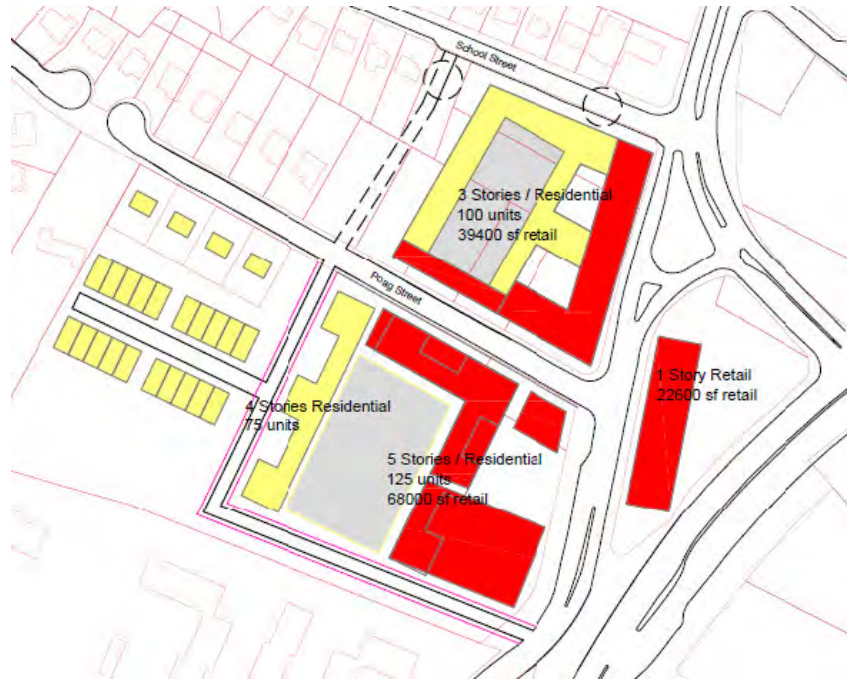 School Street
3 Stories / Residential
100 units
39400 sf retail
Poag Street
1 Story Retail
22600 sf retail
4 Stories Residential
75 units
5 Stories / Residential
125 units
68000 sf retail